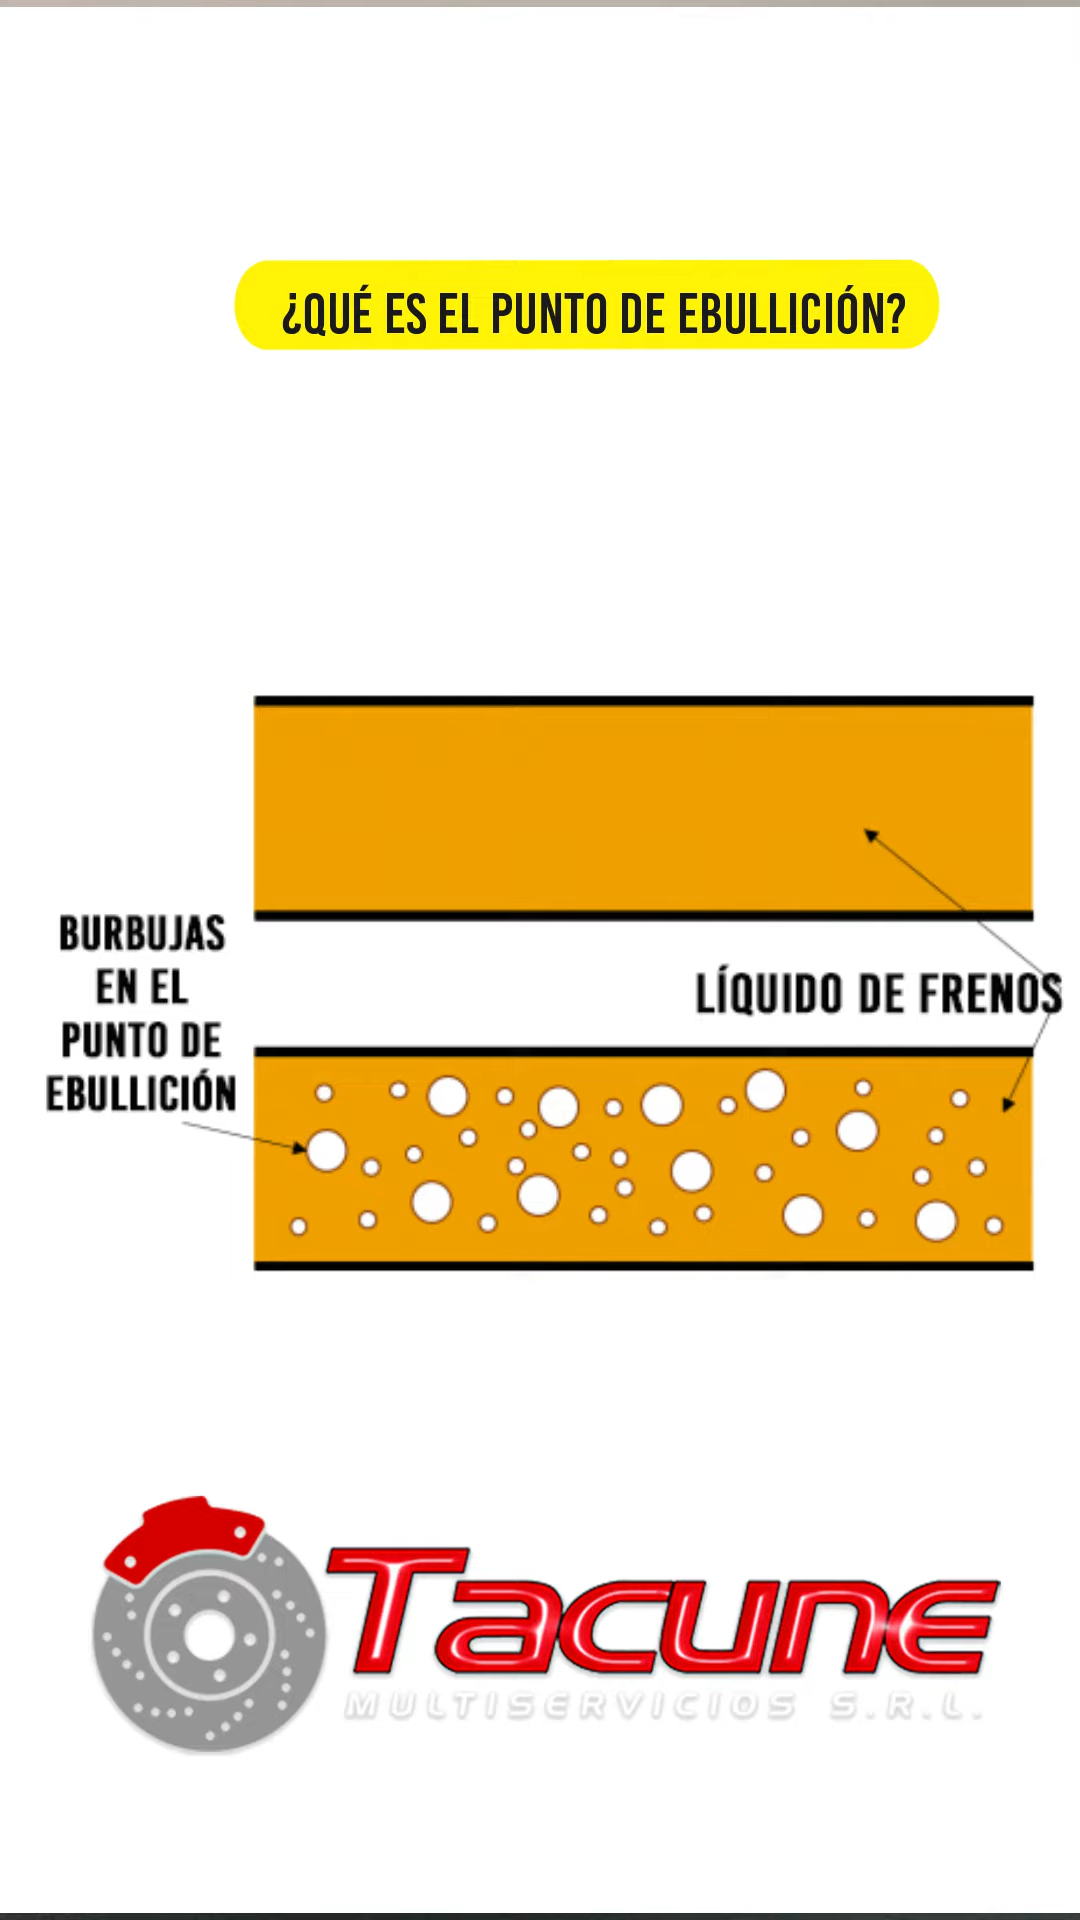 ¿QUÉ ES EL PUNTO DE EBULLICIÓN?
BURBUJAS
EN EL
PUNTO DE
EBULLICIÓN
LÍQUIDO DE FRENOS
TACUNE
MULTISERVICIOS S.R.L.